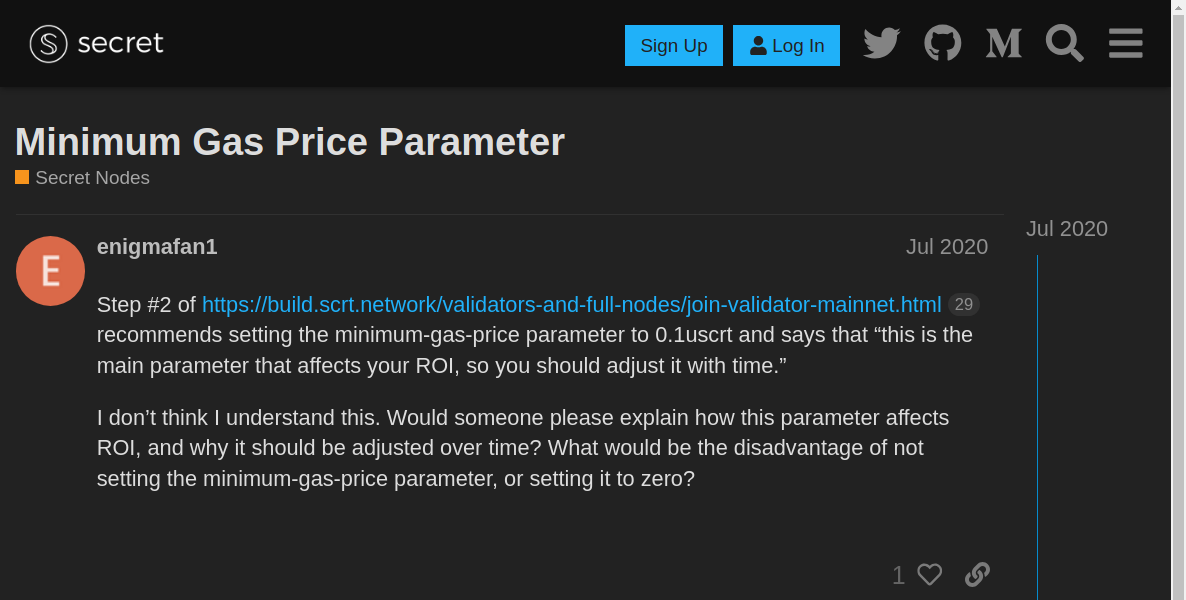 secret
Sign Up
Log In
Minimum Gas Price Parameter
Secret Nodes
Jul 2020
E
enigmafan1
Jul 2020
Step #2 of https://build.scrt.network/validators-and-full-nodes/join-validator-mainnet.html 29
recommends setting the minimum-gas-price parameter to 0.1uscrt and says that “this is the
main parameter that affects your ROI, so you should adjust it with time.”
I don’t think I understand this. Would someone please explain how this parameter affects
ROI, and why it should be adjusted over time? What would be the disadvantage of not
setting the minimum-gas-price parameter, or setting it to zero?
1